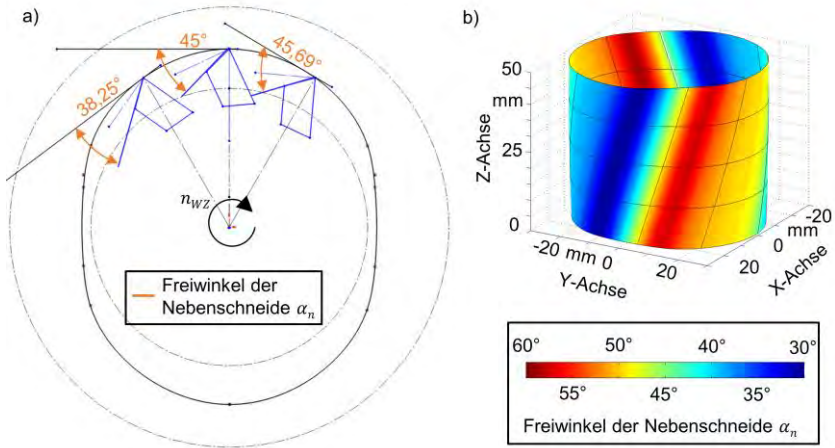 a)
45°
45,69°
38,25°
n_WZ
Freiwinkel der
Nebenschneide α_n
b)
50
mm
25
0
Z-Achse
-20 mm 0 20
Y-Achse
-20
0 mm
20
X-Achse
60° 50° 40° 30°
55° 45° 35°
Freiwinkel der Nebenschneide α_n